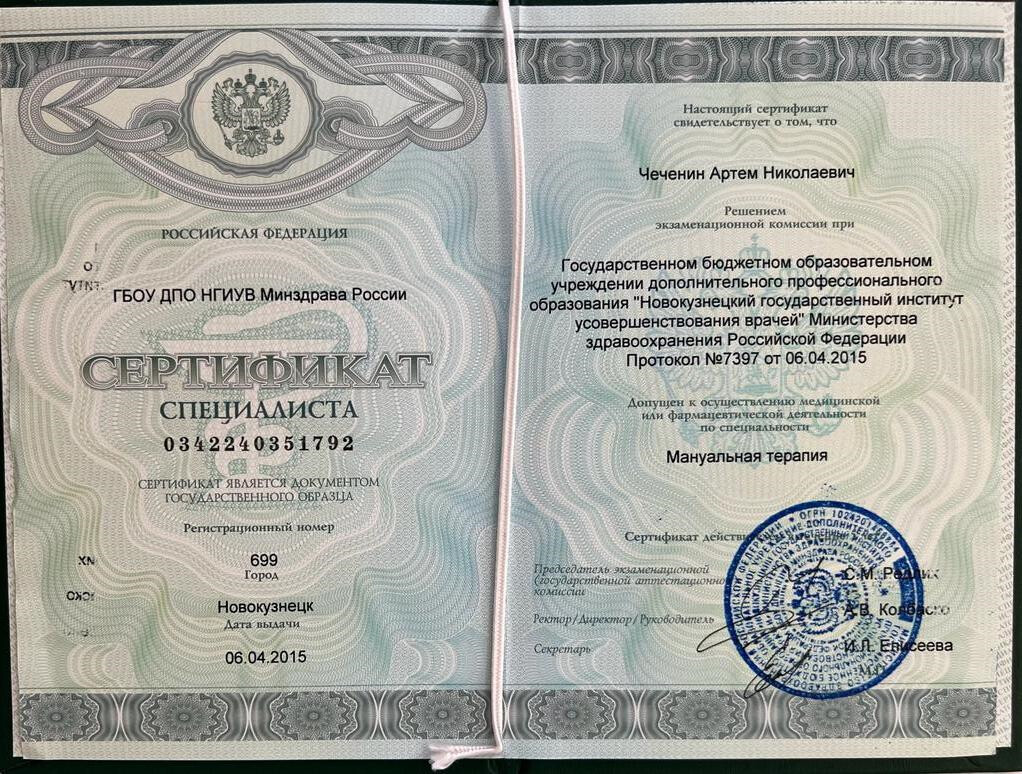 РОССИЙСКАЯ ФЕДЕРАЦИЯ
ГБОУ ДПО НГИУВ Минздрава России
СЕРТИФИКАТ
СПЕЦИАЛИСТА
0342240351792
СЕРТИФИКАТ ЯВЛЯЕТСЯ ДОКУМЕНТОМ
ГОСУДАРСТВЕННОГО ОБРАЗЦА
Регистрационный номер
699
Город
Новокузнецк
Дата выдачи
06.04.2015
Настоящий сертификат
свидетельствует о том, что
Чеченин Артем Николаевич
Решением
экзаменационной комиссии при
Государственном бюджетном образовательном
учреждении дополнительного профессионального
образования "Новокузнецкий государственный институт
усовершенствования врачей" Министерства
здравоохранения Российской Федерации
Протокол №7397 от 06.04.2015
Допущен к осуществлению медицинской
или фармацевтической деятельности
по специальности
Мануальная терапия
Сертификат
Председатель экзаменационной
(государственной аттестационной
комиссии
С.М.
Ректор/Директор/Руководитель
А.В.
Секретарь
И.Л. Елисеева